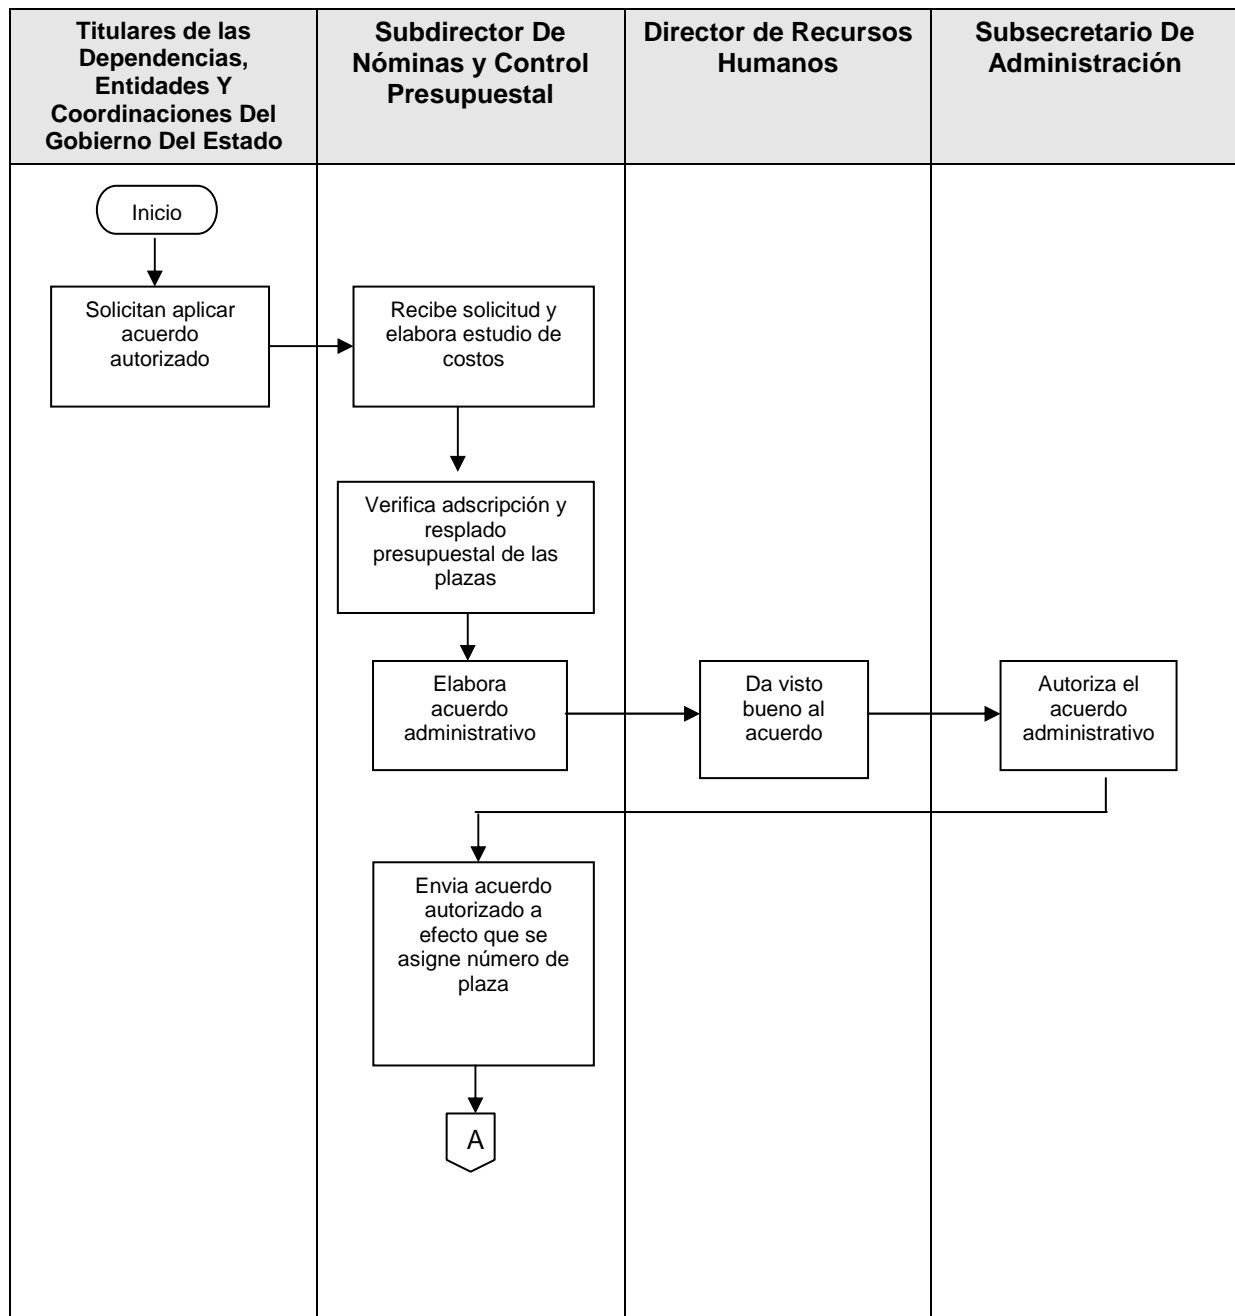 Titulares de las
Dependencias,
Entidades Y
Coordinaciones Del
Gobierno Del Estado
Subdirector De
Nóminas y Control
Presupuestal
Director de Recursos
Humanos
Subsecretario De
Administración
Inicio
Solicitan aplicar
acuerdo
autorizado
Recibe solicitud y
elabora estudio de
costos
Verifica adscripción y
resplado
presupuestal de las
plazas
Elabora
acuerdo
administrativo
Da visto
bueno al
acuerdo
Autoriza el
acuerdo
administrativo
Envia acuerdo
autorizado a
efecto que se
asigne número de
plaza
A